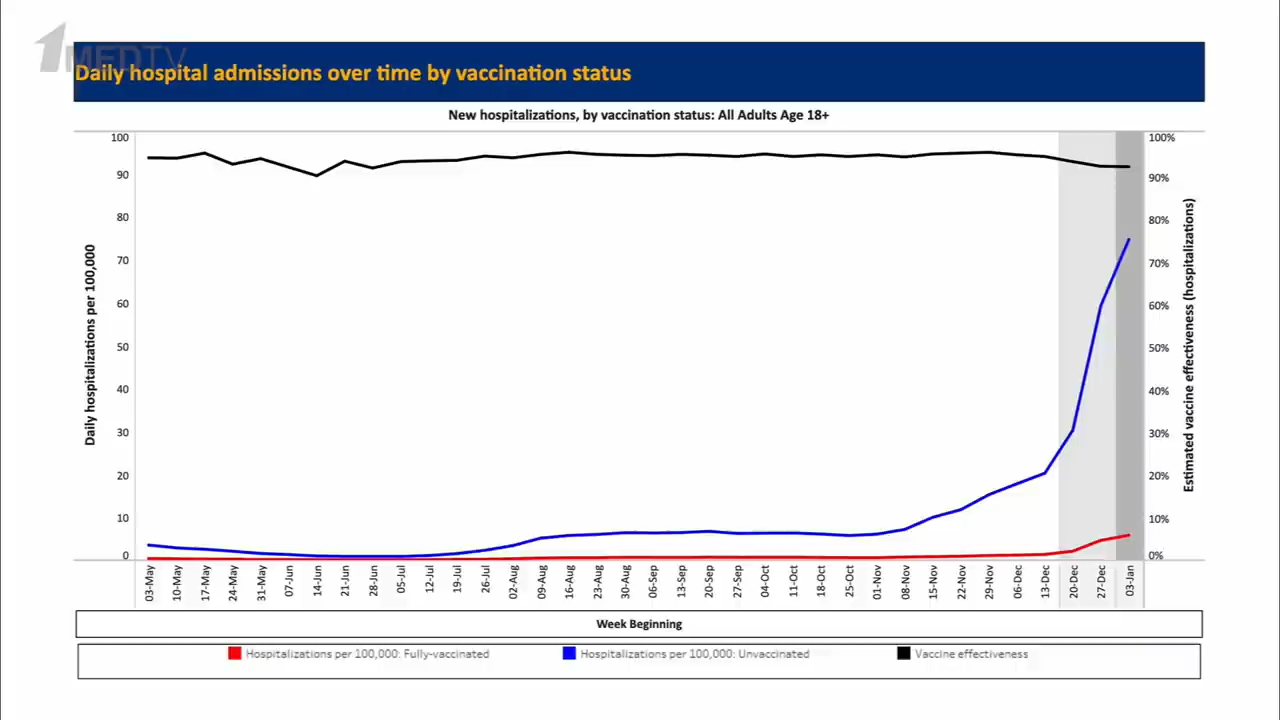 1MEDTV
Daily hospital admissions over time by vaccination status
New hospitalizations, by vaccination status: All Adults Age 18+
100
90
80
70
60
50
40
30
20
10
0
Daily hospitalizations per 100,000
100%
90%
80%
70%
60%
50%
40%
30%
20%
10%
0%
Estimated vaccine effectiveness (hospitalizations)
03-May
10-May
17-May
24-May
31-May
07-Jun
14-Jun
21-Jun
28-Jun
05-Jul
12-Jul
19-Jul
26-Jul
02-Aug
09-Aug
16-Aug
23-Aug
30-Aug
06-Sep
13-Sep
20-Sep
27-Sep
04-Oct
11-Oct
18-Oct
25-Oct
01-Nov
08-Nov
15-Nov
22-Nov
29-Nov
06-Dec
13-Dec
20-Dec
27-Dec
03-Jan
Week Beginning
Hospitalizations per 100,000: Fully-vaccinated
Hospitalizations per 100,000: Unvaccinated
Vaccine effectiveness